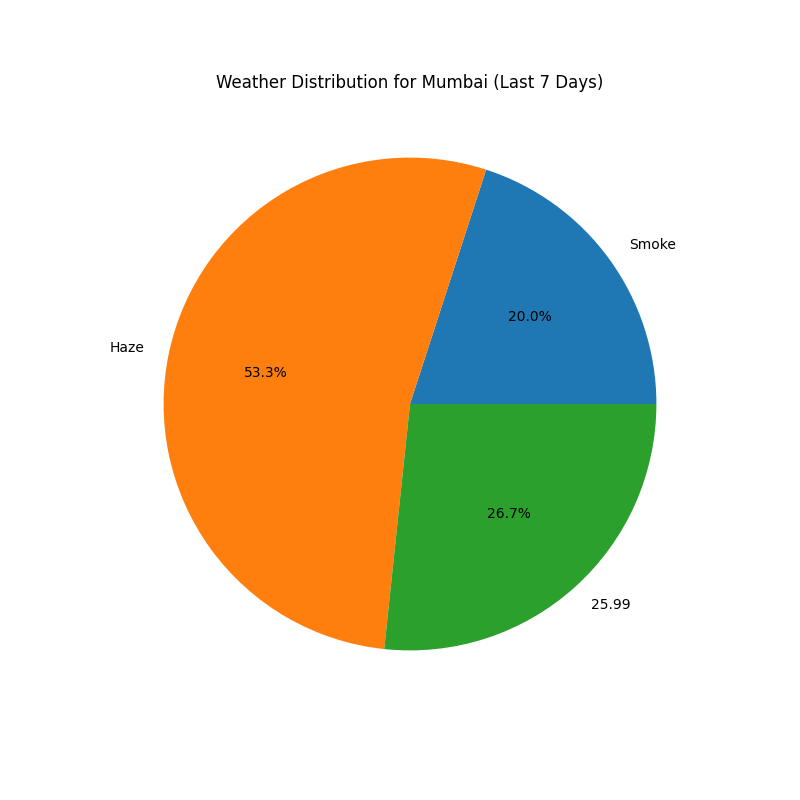 Weather Distribution for Mumbai (Last 7 Days)
Smoke
20.0%
Haze
53.3%
26.7%
25.99